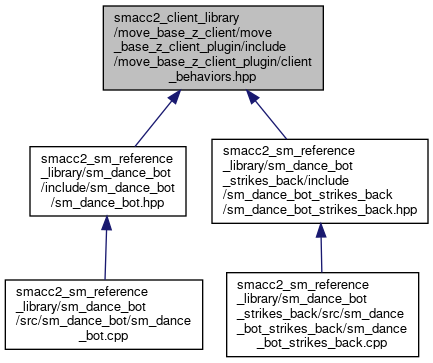 smacc2_client_library
/move_base_z_client/move
_base_z_client_plugin/include
/move_base_z_client_plugin/client
_behaviors.hpp
smacc2_sm_reference
_library/sm_dance_bot
/include/sm_dance_bot
/sm_dance_bot.hpp
smacc2_sm_reference
_library/sm_dance_bot
_strikes_back/include
/sm_dance_bot_strikes_back
/sm_dance_bot_strikes_back.hpp
smacc2_sm_reference
_library/sm_dance_bot
/src/sm_dance_bot/sm_dance
_bot.cpp
smacc2_sm_reference
_library/sm_dance_bot
_strikes_back/src/sm_dance
_bot_strikes_back/sm_dance
_bot_strikes_back.cpp